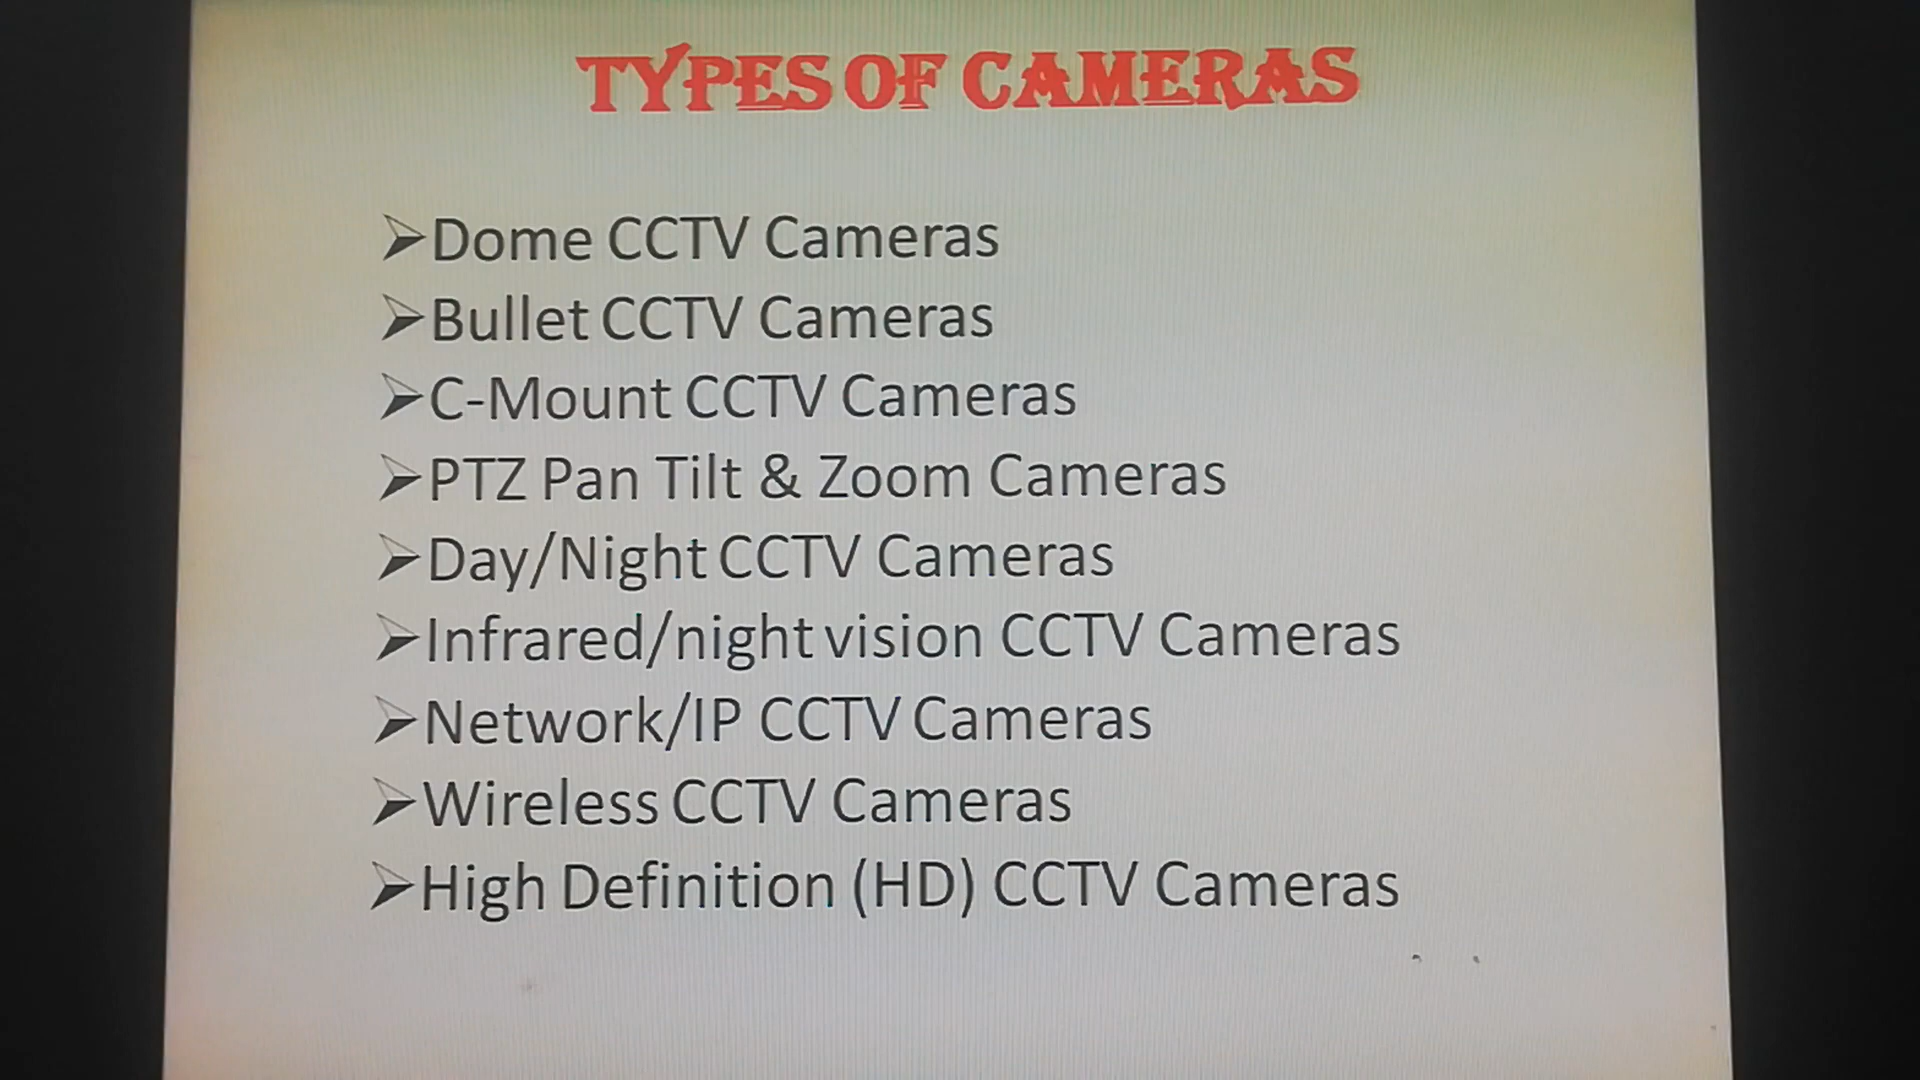 TYPES OF CAMERAS
➢Dome CCTV Cameras
➢Bullet CCTV Cameras
➢C-Mount CCTV Cameras
➢PTZ Pan Tilt & Zoom Cameras
➢Day/Night CCTV Cameras
➢Infrared/night vision CCTV Cameras
➢Network/IP CCTV Cameras
➢Wireless CCTV Cameras
➢High Definition (HD) CCTV Cameras